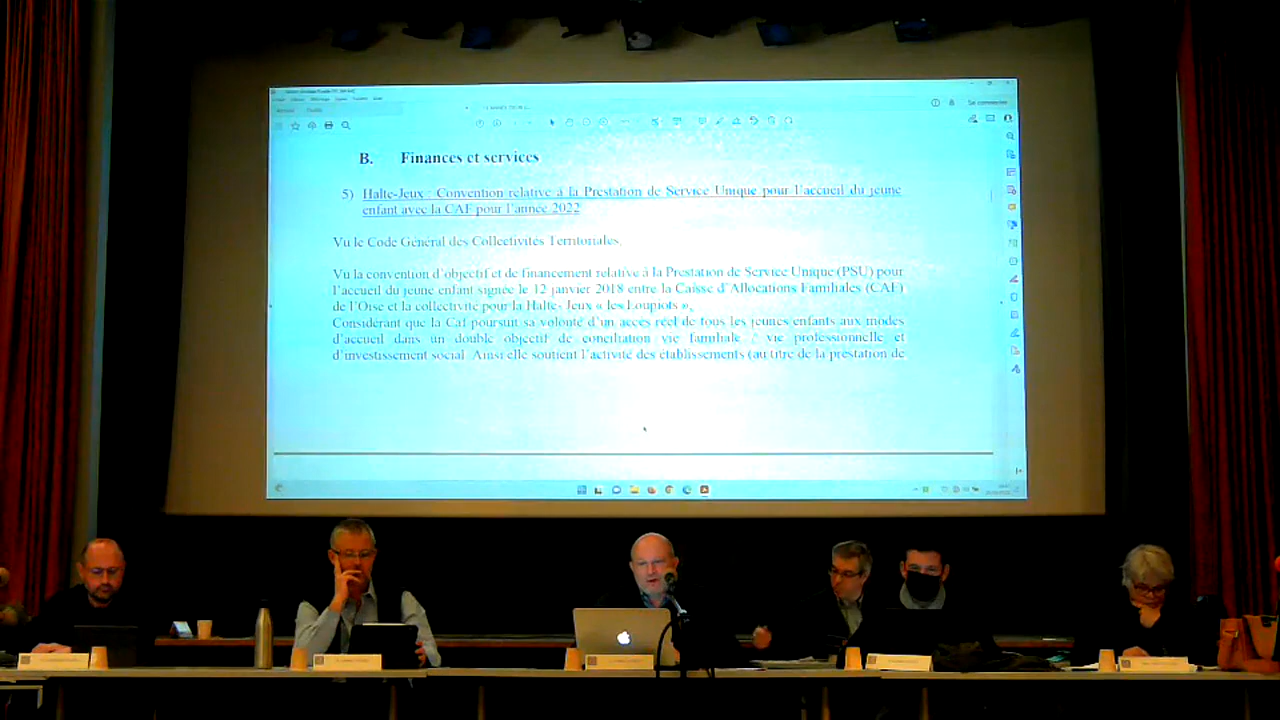 Se connecter
B. Finances et services
5) Halte-Jeux : Convention relative à la Prestation de Service Unique pour l'accueil du jeune
enfant avec la CAF pour l'année 2022
Vu le Code Général des Collectivités Territoriales,
Vu la convention d'objectif et de financement relative à la Prestation de Service Unique (PSU) pour
l'accueil du jeune enfant signée le 12 janvier 2018 entre la Caisse d'Allocations Familiales (CAF)
de l'Oise et la collectivité pour la Halte- Jeux « les Loupiots »,
Considérant que la Caf poursuit sa volonté d'un accès réel de tous les jeunes enfants aux modes
d'accueil dans un double objectif de conciliation vie familiale / vie professionnelle et
d'investissement social. Ainsi elle soutient l'activité des établissements (au titre de la prestation de